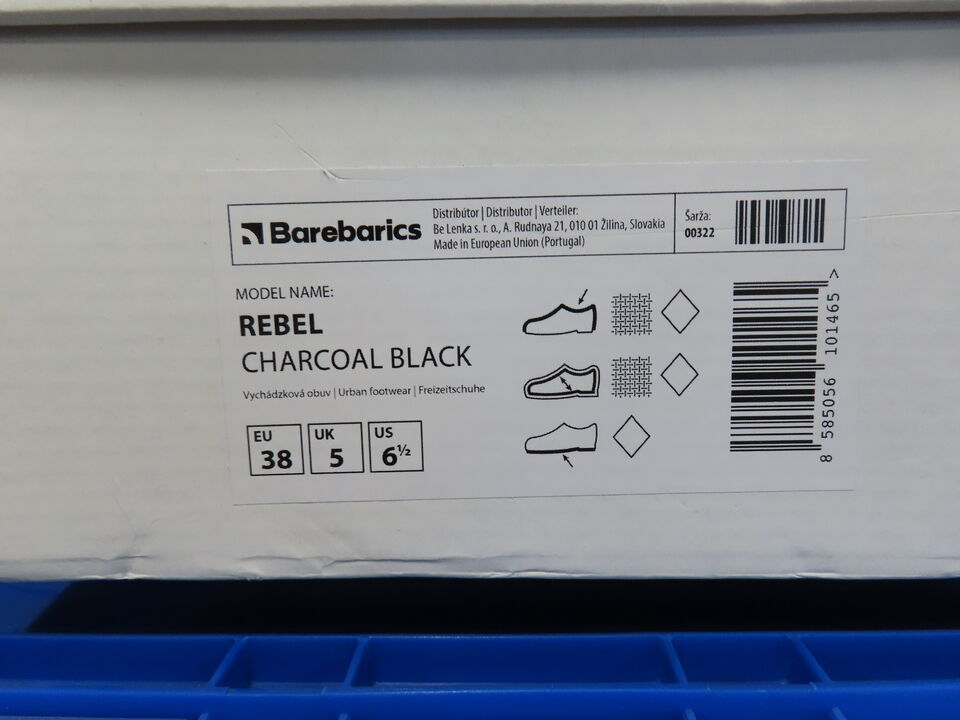 Barebarics
Distribútor | Distributor | Verteiler:
Be Lenka s. r. o., A. Rudnaya 21, 010 01 Žilina, Slovakia
Made in European Union (Portugal)
Šarža:
00322
MODEL NAME:
REBEL
CHARCOAL BLACK
Vychádzková obuv | Urban footwear | Freizeitschuhe
EU
38
UK
5
US
6½
8 585056 101465 >